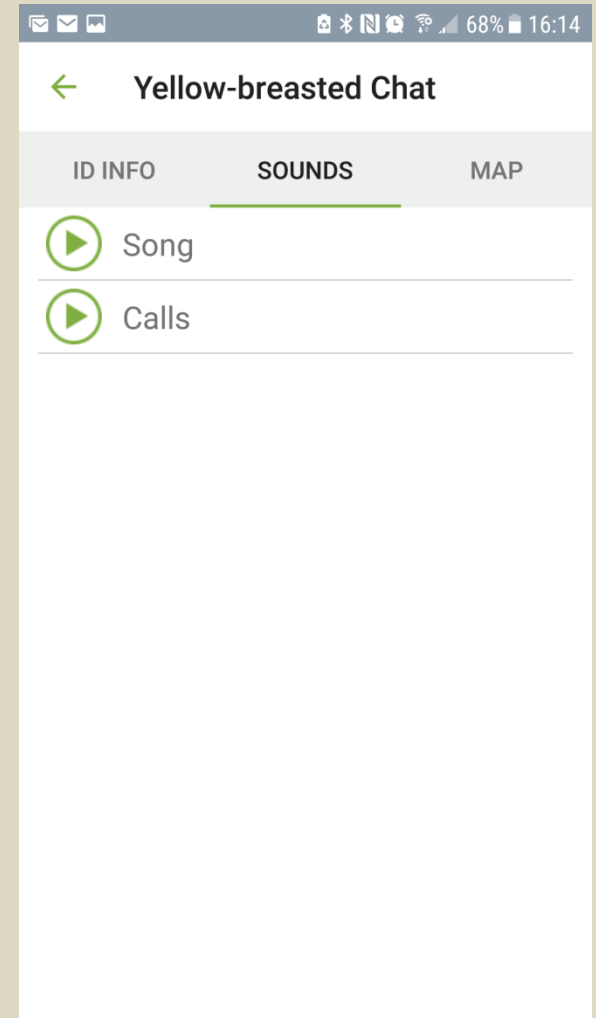 68% 16:14
Yellow-breasted Chat
ID INFO SOUNDS MAP
Song
Calls